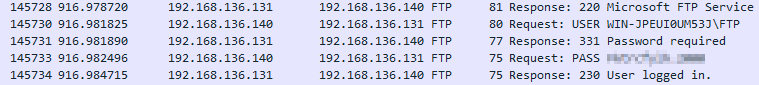 145728 916.978720 192.168.136.131 192.168.136.140 FTP 81 Response: 220 Microsoft FTP Service
145730 916.981825 192.168.136.140 192.168.136.131 FTP 80 Request: USER WIN-JPEUI0UM53J\FTP
145731 916.981890 192.168.136.131 192.168.136.140 FTP 77 Response: 331 Password required
145733 916.982496 192.168.136.140 192.168.136.131 FTP 75 Request: PASS
145734 916.984715 192.168.136.131 192.168.136.140 FTP 75 Response: 230 User logged in.